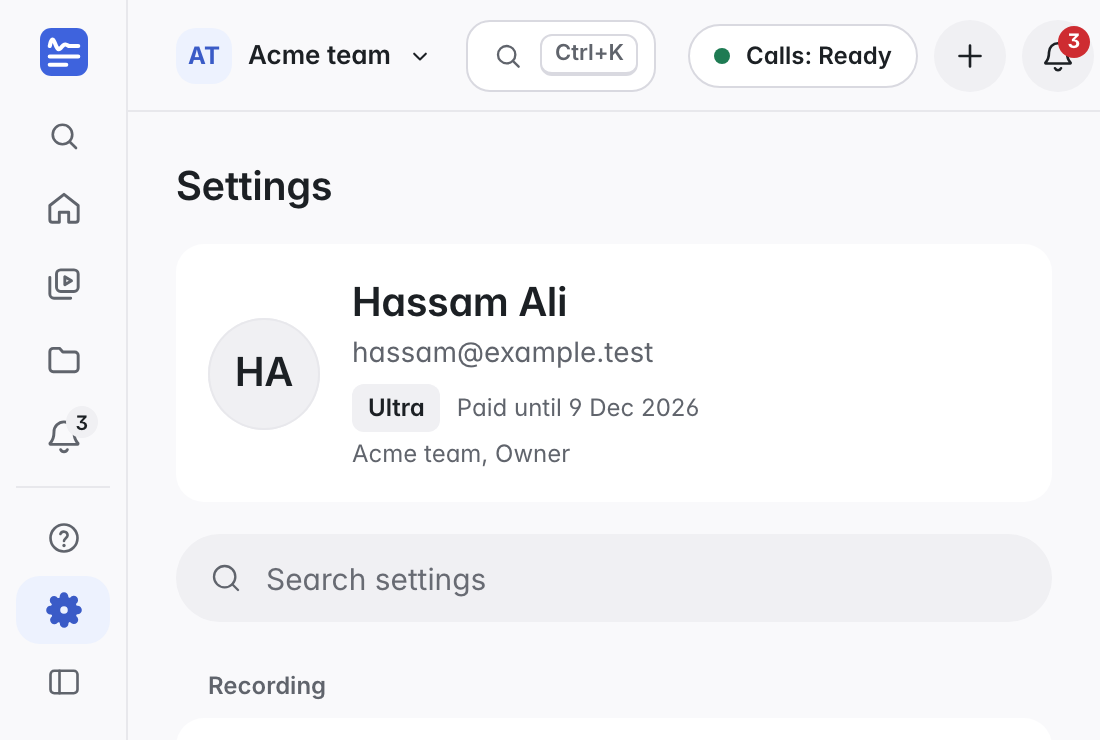 AT Acme team Ctrl+K Calls: Ready 3
Settings
HA
Hassam Ali
hassam@example.test
Ultra Paid until 9 Dec 2026
Acme team, Owner
3
Search settings
Recording